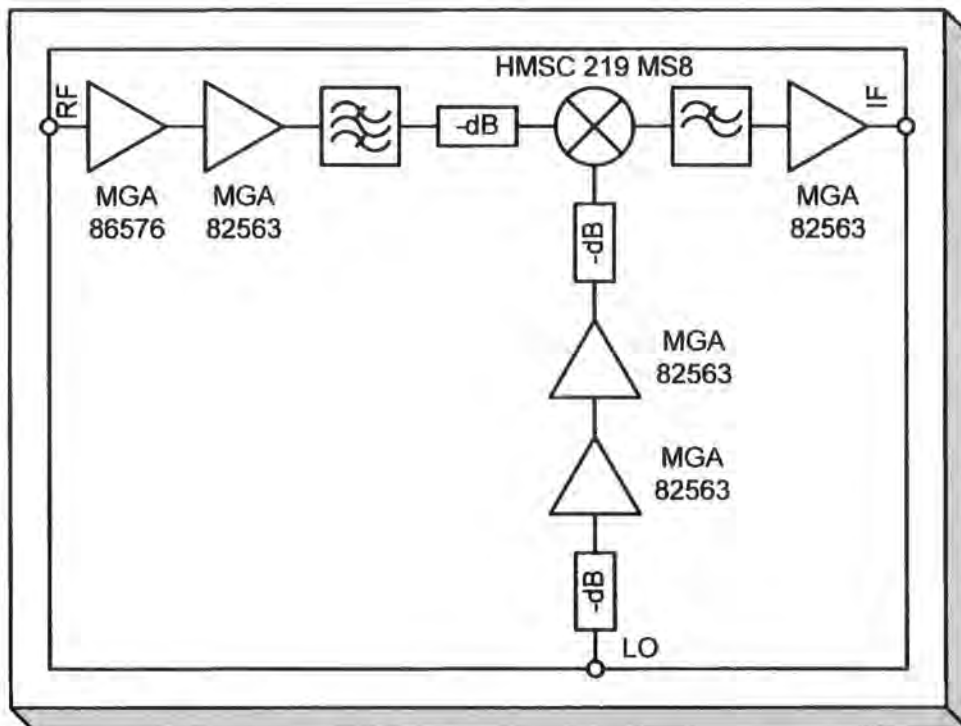 HMSC 219 MS8
RF
-dB
IF
MGA
86576
MGA
82563
MGA
82563
-dB
MGA
82563
MGA
82563
-dB
LO